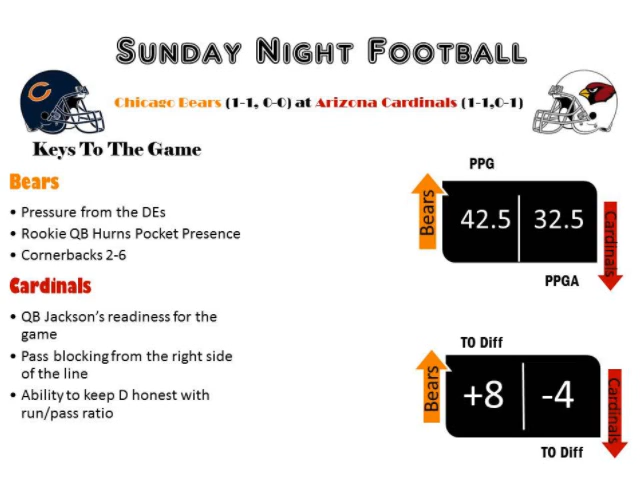 Sunday Night Football
Chicago Bears (1-1, 0-0) at Arizona Cardinals (1-1,0-1)
Keys To The Game
Bears
• Pressure from the DEs
• Rookie QB Hurns Pocket Presence
• Cornerbacks 2-6
Cardinals
• QB Jackson's readiness for the
game
• Pass blocking from the right side
of the line
• Ability to keep D honest with
run/pass ratio
PPG
Bears
42.5
32.5
Cardinals
PPGA
TO Diff
Bears
+8
-4
Cardinals
TO Diff